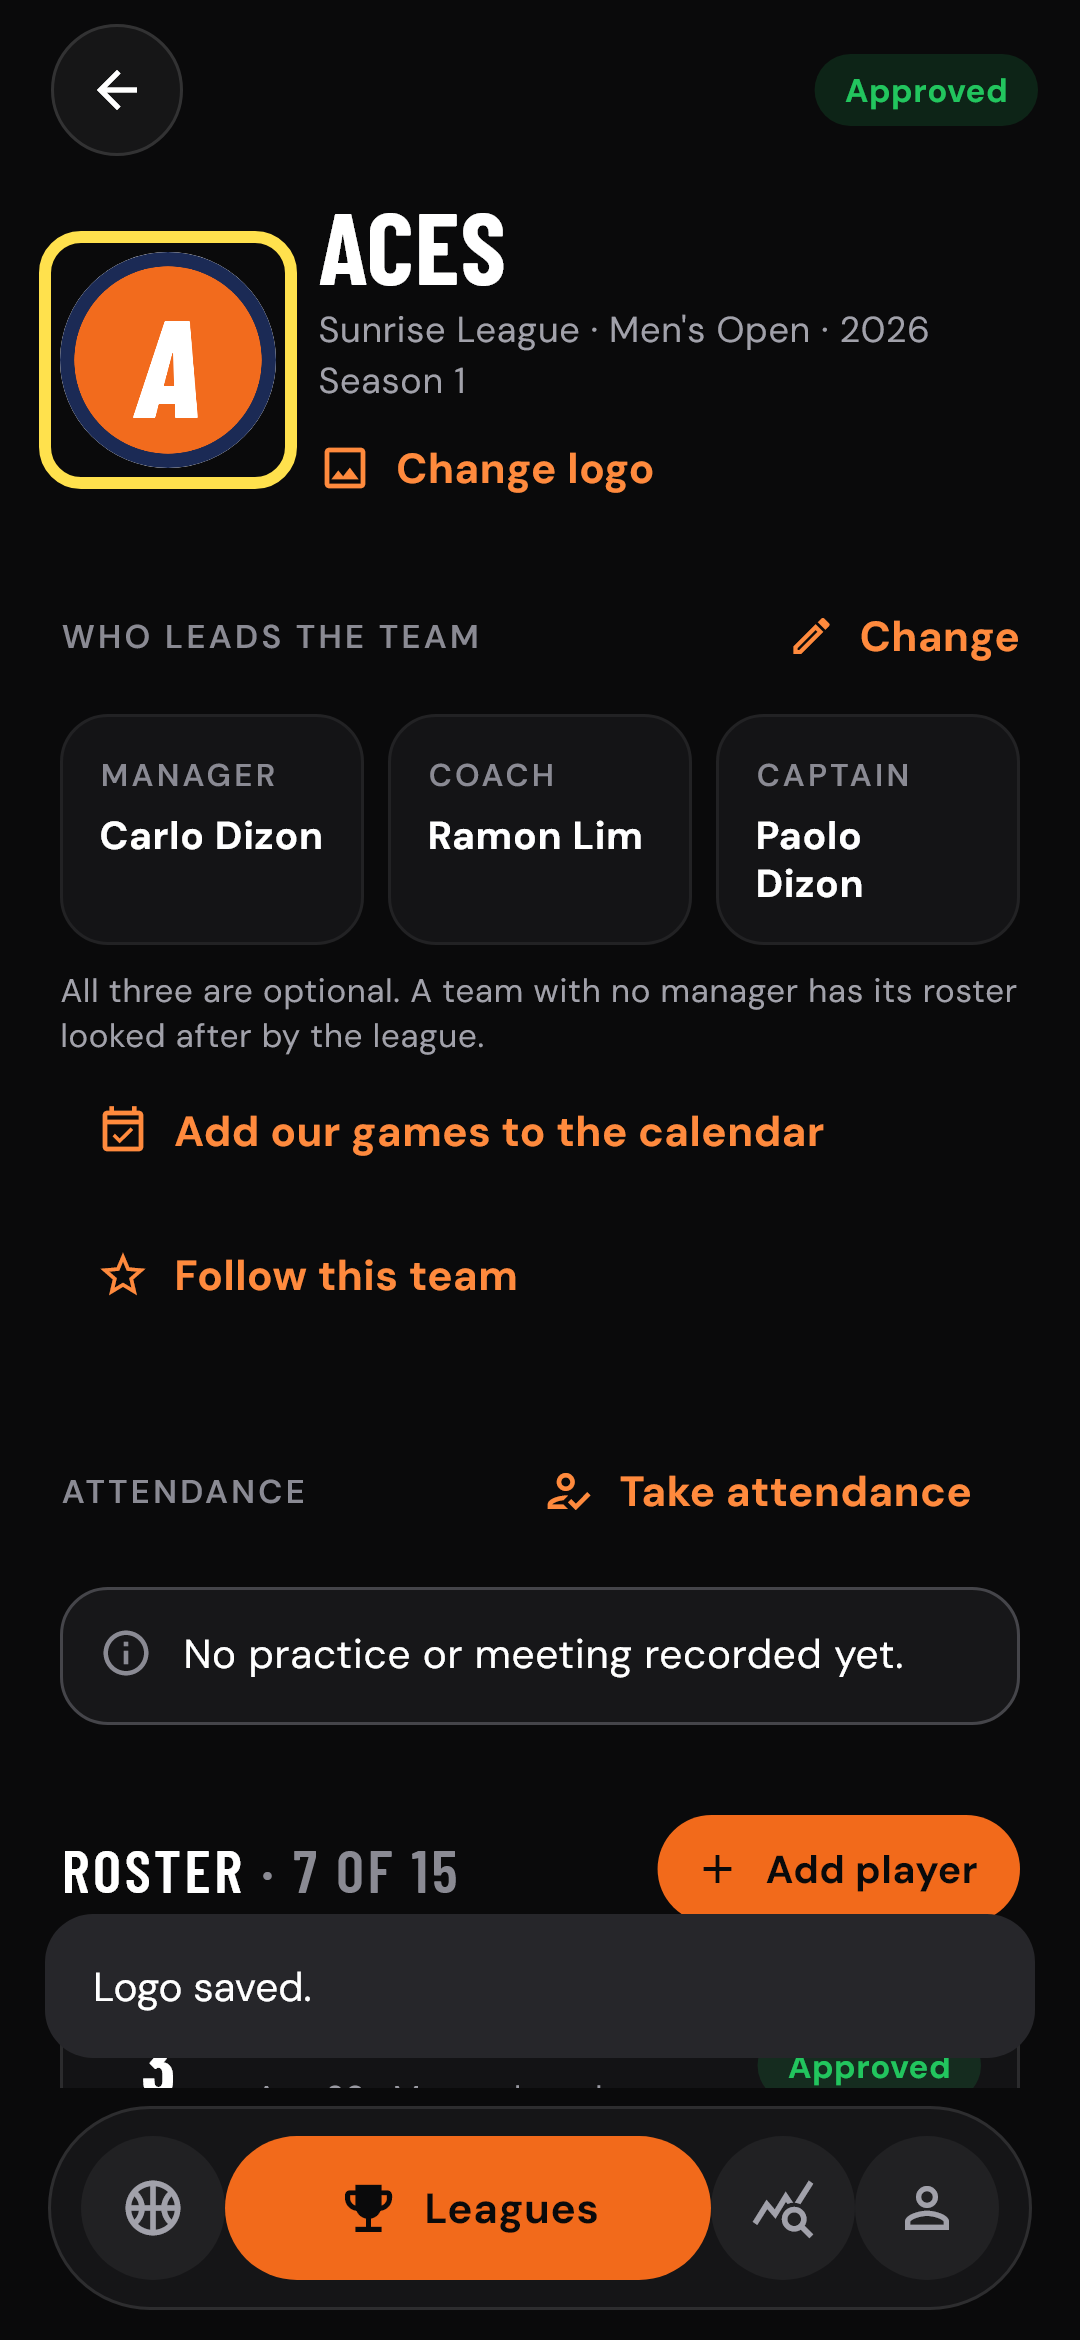 Approved
A
ACES
Sunrise League · Men's Open · 2026
Season 1
Change logo
WHO LEADS THE TEAM
Change
MANAGER
Carlo Dizon
COACH
Ramon Lim
CAPTAIN
Paolo
Dizon
All three are optional. A team with no manager has its roster
looked after by the league.
Add our games to the calendar
Follow this team
ATTENDANCE
Take attendance
No practice or meeting recorded yet.
ROSTER · 7 OF 15
Add player
Logo saved.
3
Approved
Leagues